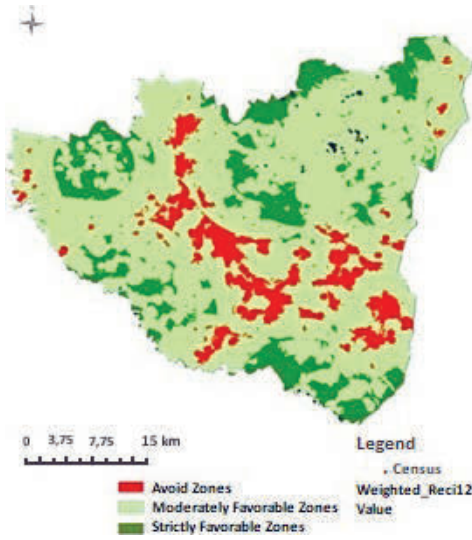 0 3,75 7,75 15 km
Legend
Census
Weighted_Reci12
Value
Avoid Zones
Moderately Favorable Zones
Strictly Favorable Zones